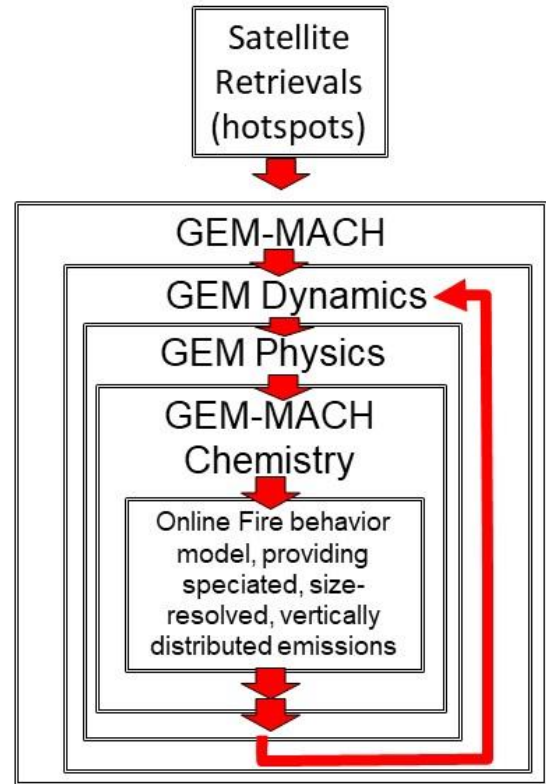 Satellite
Retrievals
(hotspots)
GEM-MACH
GEM Dynamics
GEM Physics
GEM-MACH
Chemistry
Online Fire behavior
model, providing
speciated, size-
resolved, vertically
distributed emissions